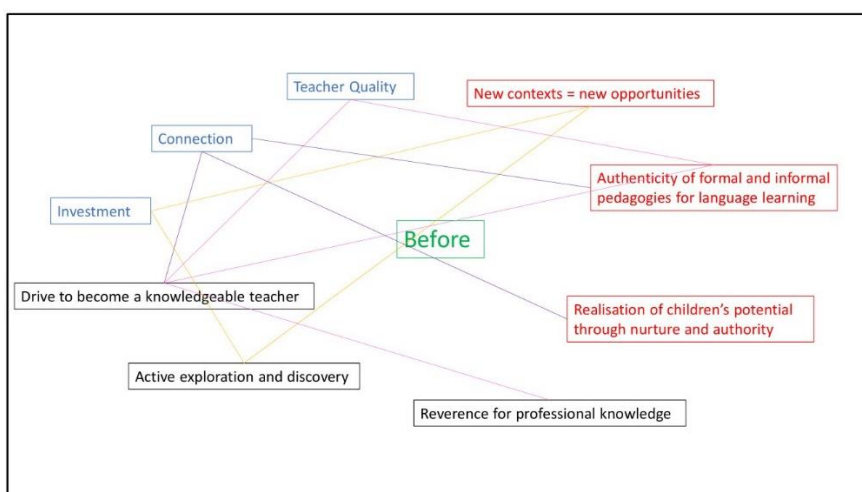 Teacher Quality
New contexts = new opportunities
Connection
Authenticity of formal and informal
pedagogies for language learning
Investment
Before
Drive to become a knowledgeable teacher
Realisation of children’s potential
through nurture and authority
Active exploration and discovery
Reverence for professional knowledge